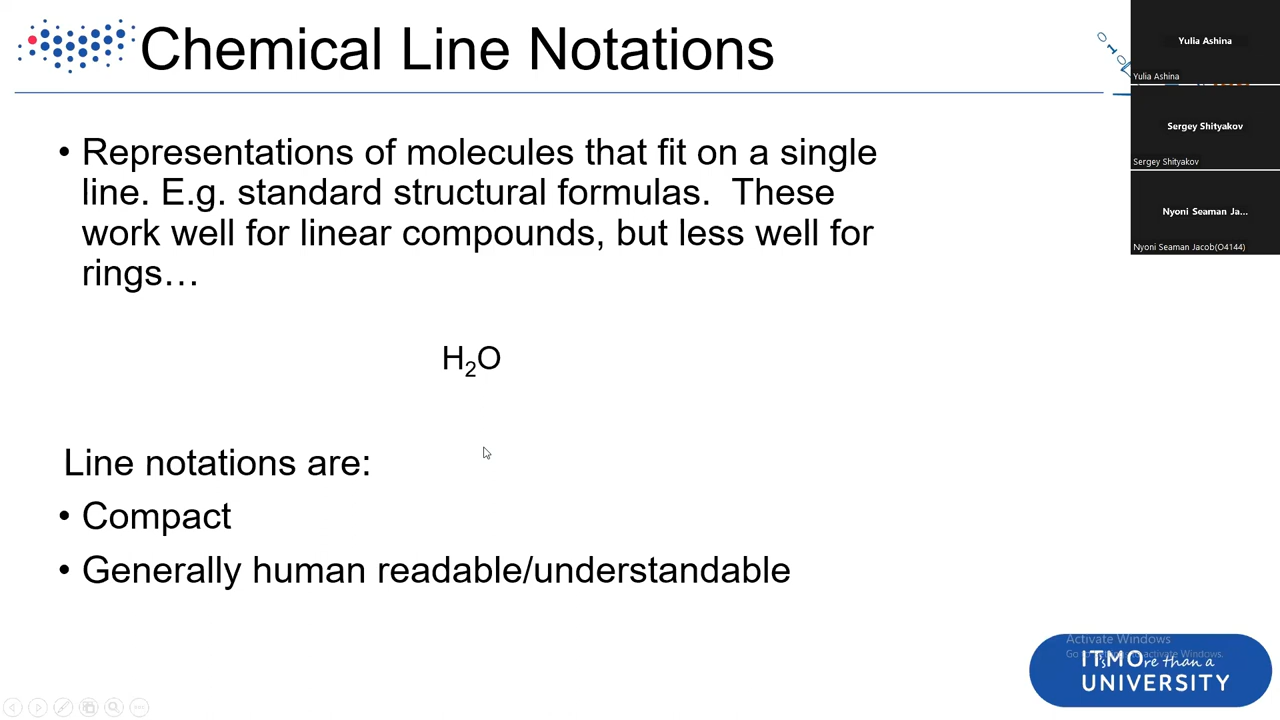 Chemical Line Notations
• Representations of molecules that fit on a single
line. E.g. standard structural formulas.  These
work well for linear compounds, but less well for
rings…
H₂O
Line notations are:
• Compact
• Generally human readable/understandable
Yulia Ashina
Yulia Ashina
Sergey Shityakov
Sergey Shityakov
Nyoni Seaman Ja...
Nyoni Seaman Jacob(O4144)
Activate Windows
IT'sMOre than a
UNIVERSITY